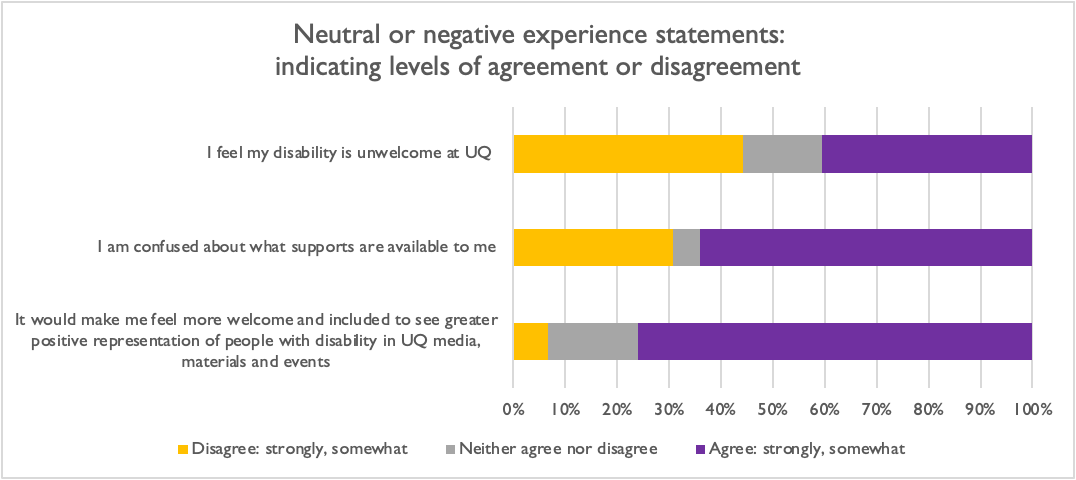 Neutral or negative experience statements:
indicating levels of agreement or disagreement
I feel my disability is unwelcome at UQ
I am confused about what supports are available to me
It would make me feel more welcome and included to see greater
positive representation of people with disability in UQ media,
materials and events
0% 10% 20% 30% 40% 50% 60% 70% 80% 90% 100%
Disagree: strongly, somewhat Neither agree nor disagree Agree: strongly, somewhat